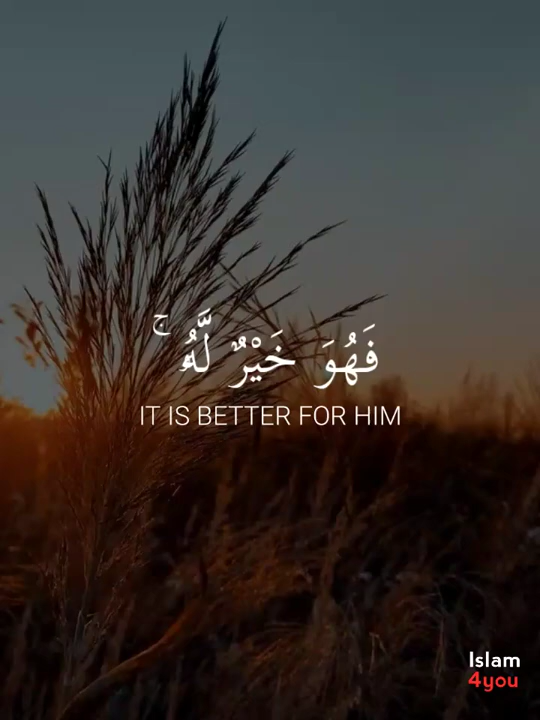 فَهُوَ خَيْرٌ لَّهُۥ ۚ
IT IS BETTER FOR HIM
Islam
4you